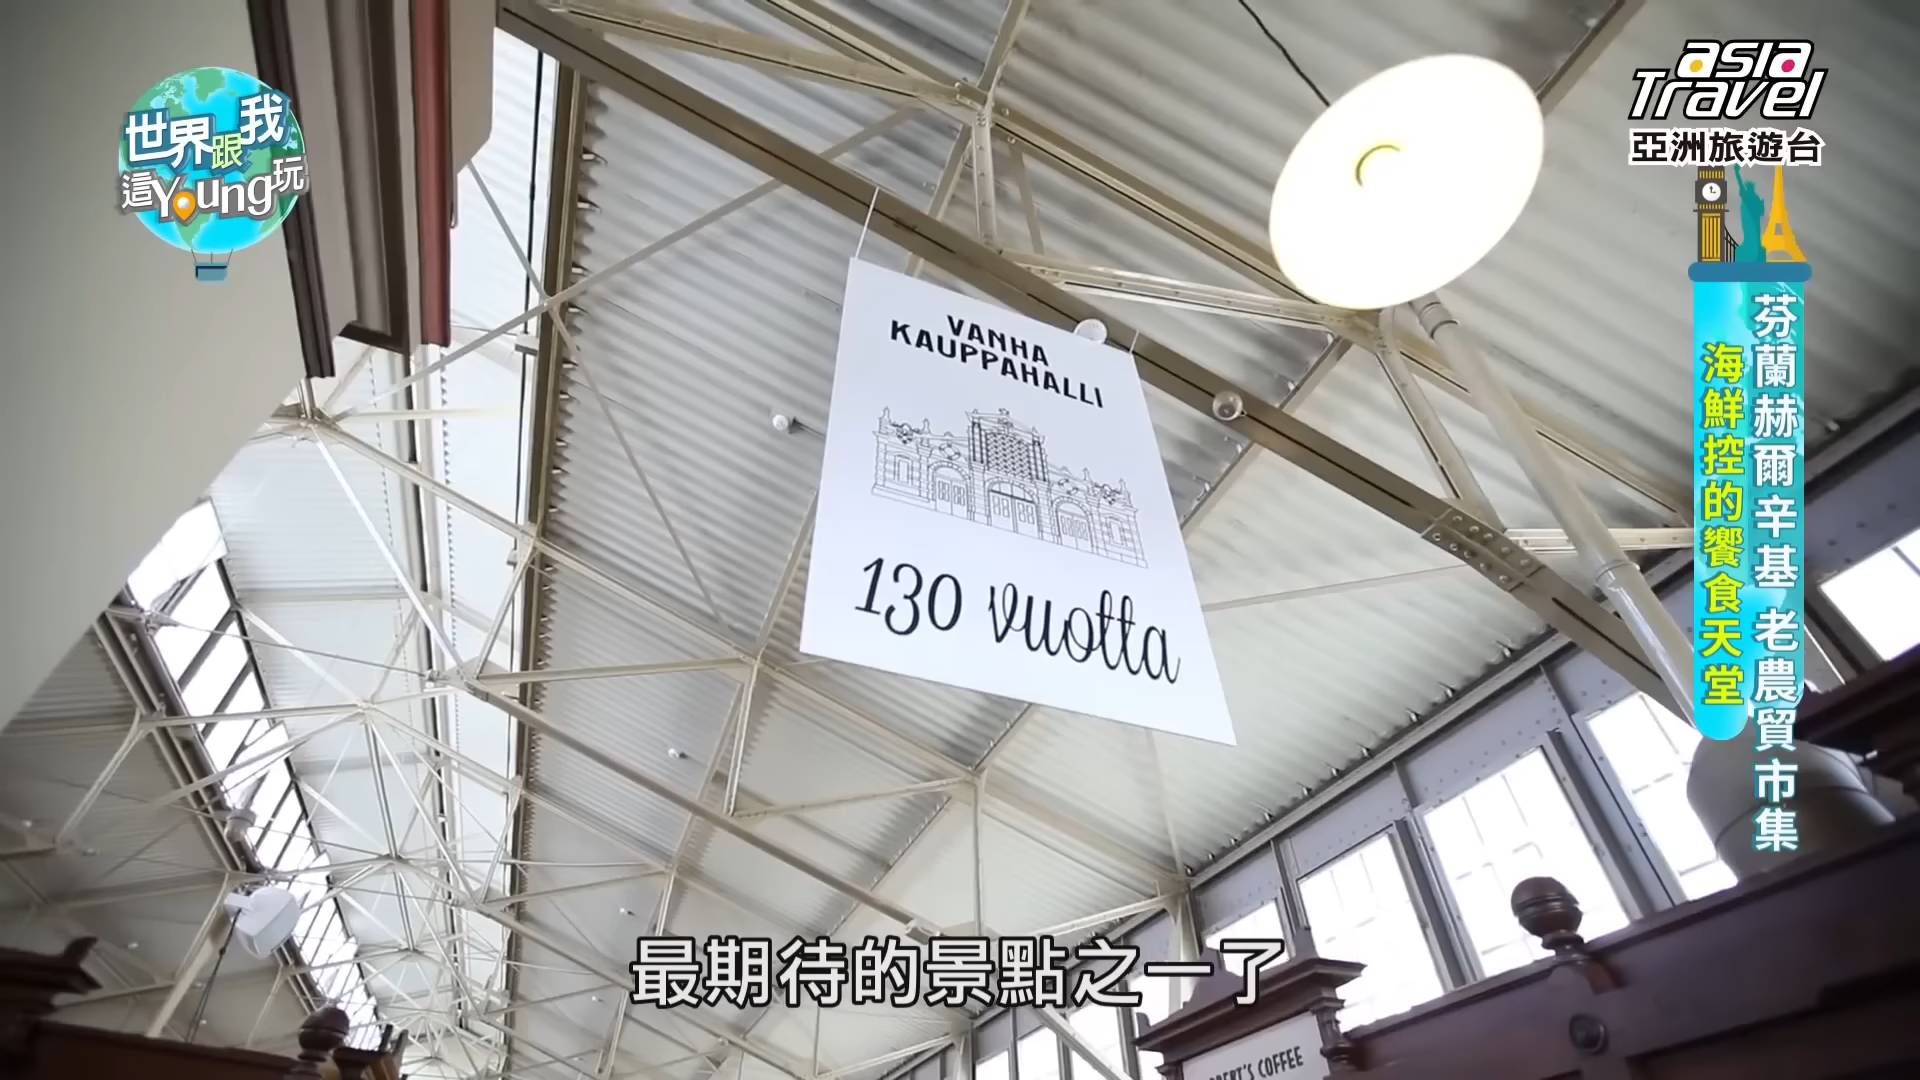 世界跟我
這Young玩
asia
Travel
亞洲旅遊台
芬蘭赫爾辛基 老農貿市集
海鮮控的饗食天堂
VANHA
KAUPPAHALLI
130 vuotta
最期待的景點之一了
COFFEE